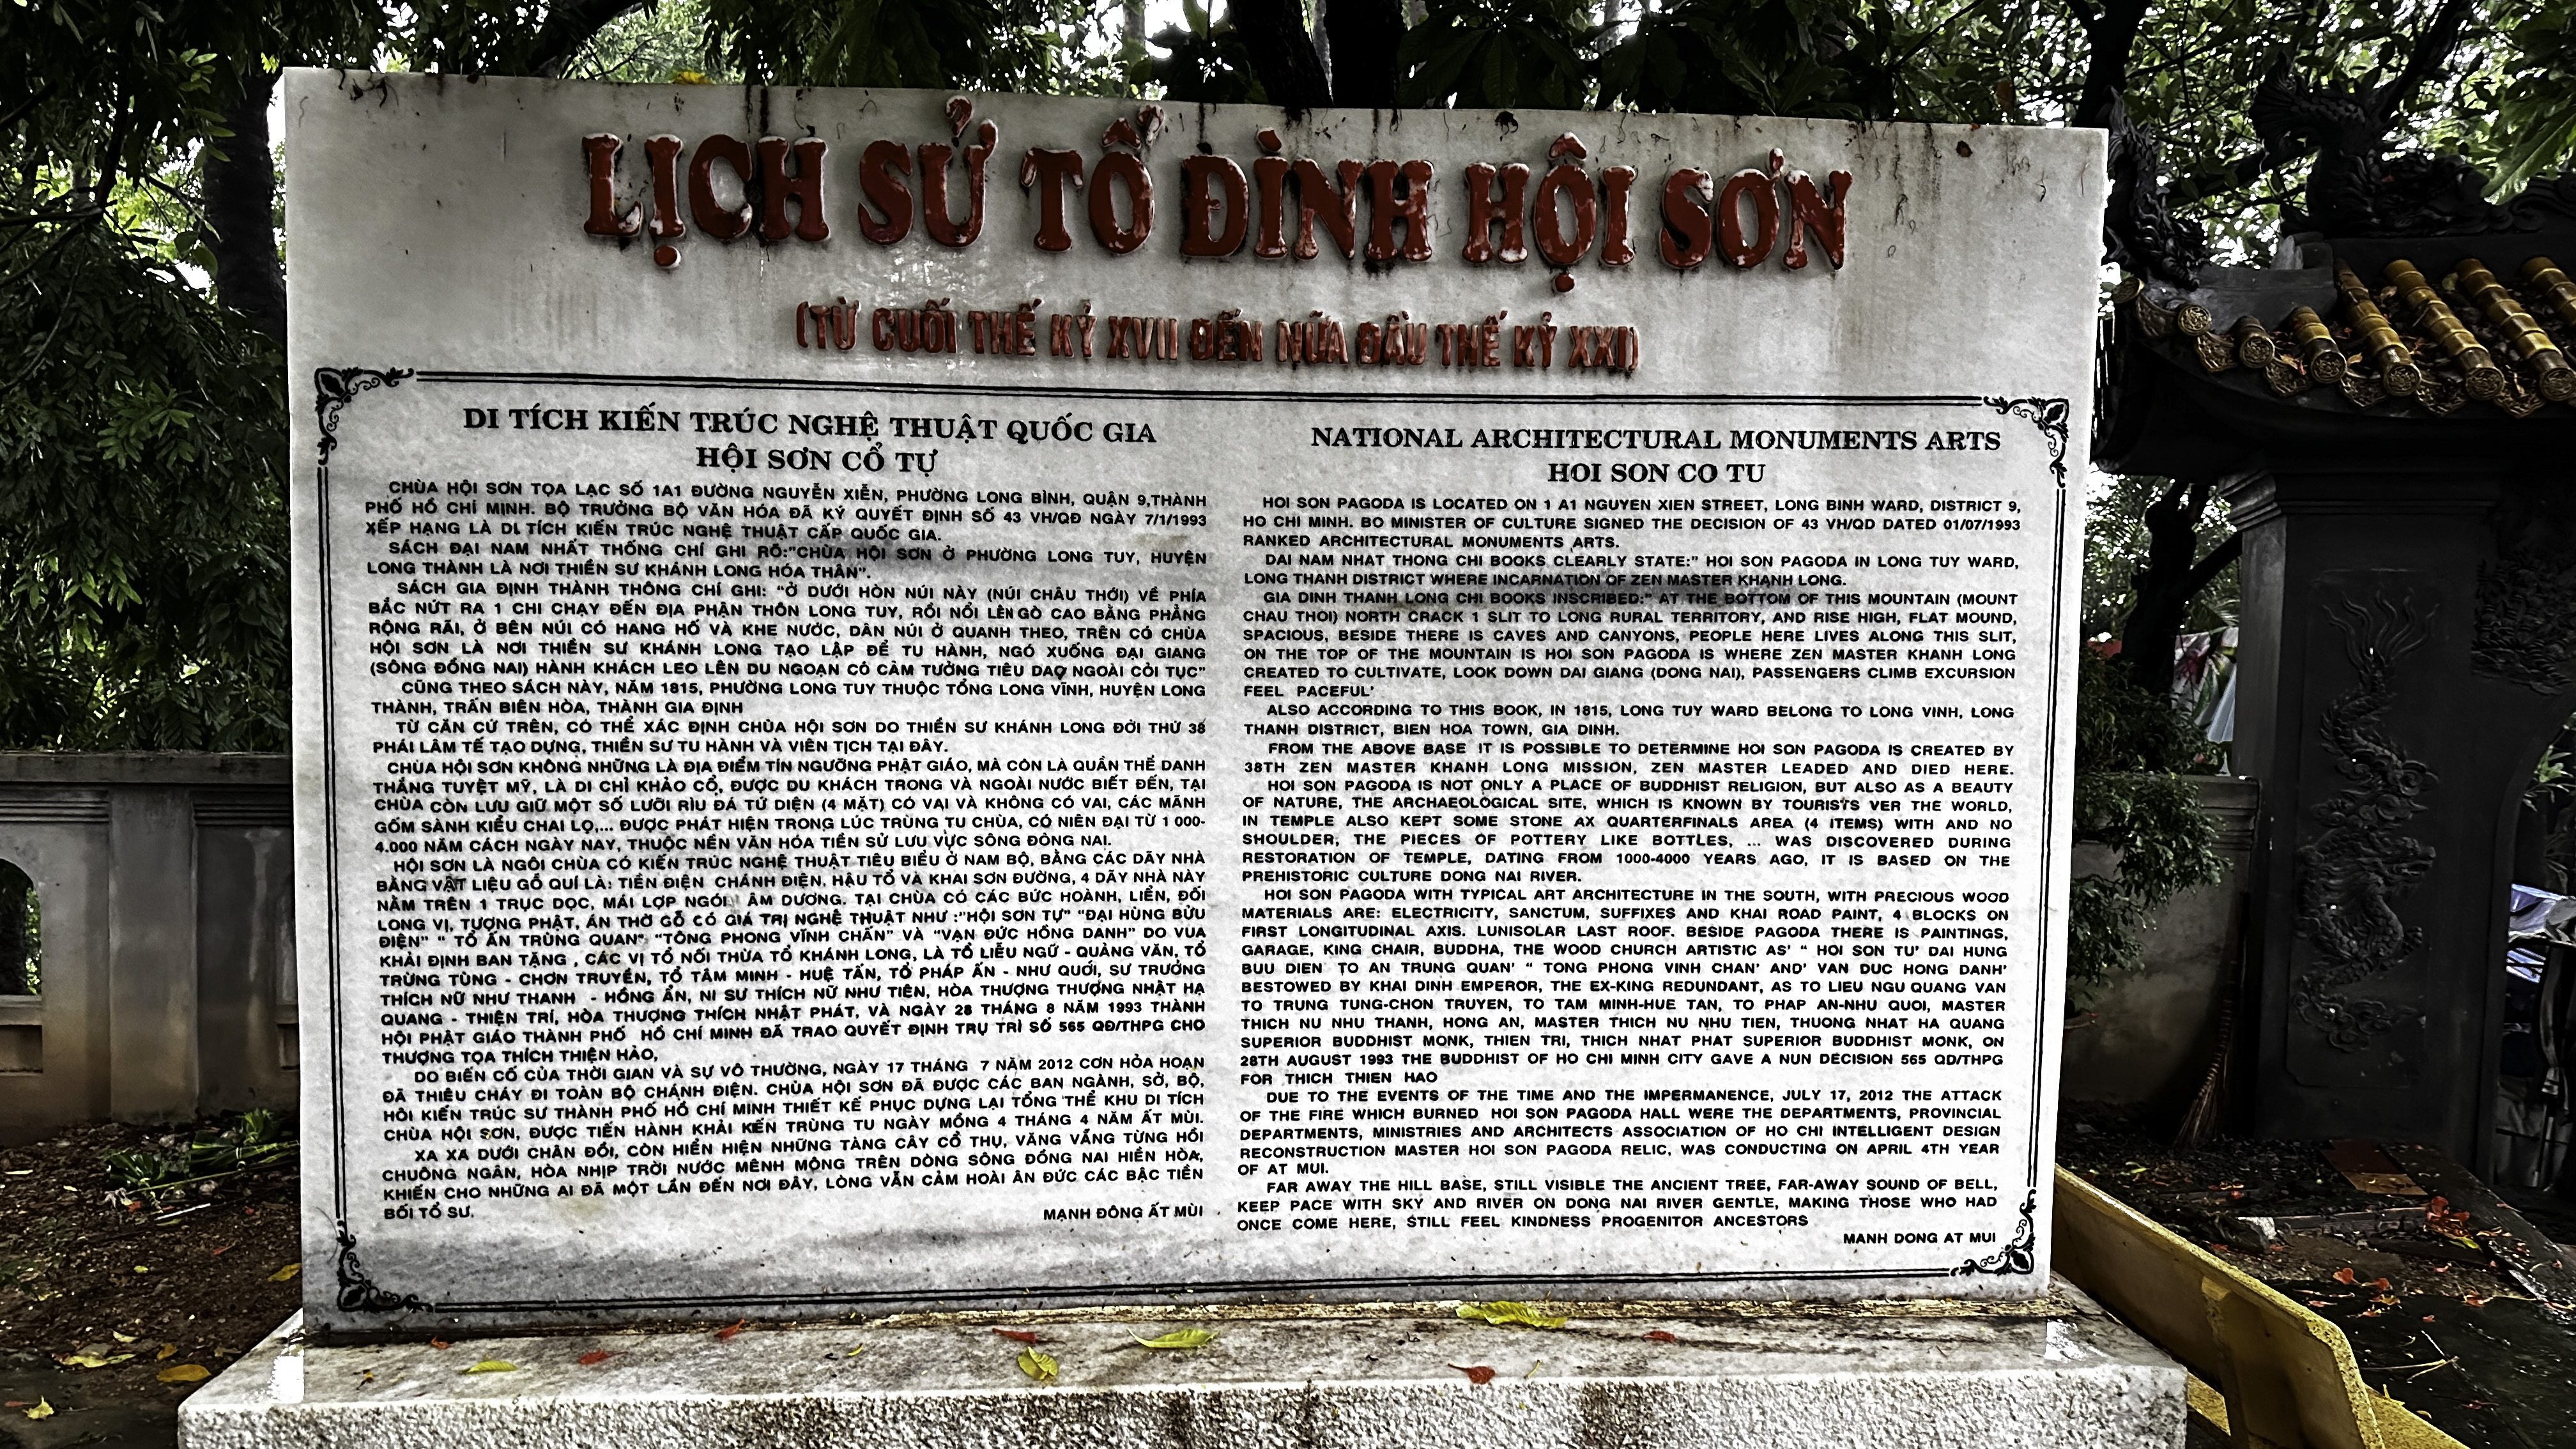 LỊCH SỬ TỔ ĐÌNH HỘI SƠN
(TỪ CUỐI THẾ KỶ XVII ĐẾN NỬA ĐẦU THẾ KỶ XXI)
DI TÍCH KIẾN TRÚC NGHỆ THUẬT QUỐC GIA
HỘI SƠN CỔ TỰ
CHÙA HỘI SƠN TỌA LẠC SỐ 1A1 ĐƯỜNG NGUYỄN XIỄN, PHƯỜNG LONG BÌNH, QUẬN 9,THÀNH
PHỐ HỒ CHÍ MINH. BỘ TRƯỞNG BỘ VĂN HÓA ĐÃ KÝ QUYẾT ĐỊNH SỐ 43 VH/QĐ NGÀY 7/1/1993
XẾP HẠNG LÀ DI TÍCH KIẾN TRÚC NGHỆ THUẬT CẤP QUỐC GIA.
SÁCH ĐẠI NAM NHẤT THỐNG CHÍ GHI RÕ:"CHÙA HỘI SƠN Ở PHƯỜNG LONG TUY, HUYỆN
LONG THÀNH LÀ NƠI THIỀN SƯ KHÁNH LONG HÓA THÂN".
SÁCH GIA ĐỊNH THÀNH THÔNG CHÍ GHI: "Ở DƯỚI HÒN NÚI NÀY (NÚI CHÂU THỚI) VỀ PHÍA
BẮC NỨT RA 1 CHI CHẠY ĐẾN ĐỊA PHẬN THÔN LONG TUY, RỒI NỔI LÊN GÒ CAO BẰNG PHẲNG
RỘNG RÃI, Ở BÊN NÚI CÓ HANG HỐ VÀ KHE NƯỚC, DÂN NÚI Ở QUANH THEO, TRÊN CÓ CHÙA
HỘI SƠN LÀ NƠI THIỀN SƯ KHÁNH LONG TẠO LẬP ĐỂ TU HÀNH, NGÓ XUỐNG ĐẠI GIANG
(SÔNG ĐỒNG NAI) HÀNH KHÁCH LEO LÊN DU NGOẠN CÓ CẢM TƯỞNG TIÊU DAO NGOÀI CÕI TỤC"
CŨNG THEO SÁCH NÀY, NĂM 1815, PHƯỜNG LONG TUY THUỘC TỔNG LONG VĨNH, HUYỆN LONG
THÀNH, TRẤN BIÊN HÒA, THÀNH GIA ĐỊNH
TỪ CĂN CỨ TRÊN, CÓ THỂ XÁC ĐỊNH CHÙA HỘI SƠN DO THIỀN SƯ KHÁNH LONG ĐỜI THỨ 38
PHÁI LÂM TẾ TẠO DỰNG, THIỀN SƯ TU HÀNH VÀ VIÊN TỊCH TẠI ĐÂY.
CHÙA HỘI SƠN KHÔNG NHỮNG LÀ ĐỊA ĐIỂM TÍN NGƯỠNG PHẬT GIÁO, MÀ CÒN LÀ QUẦN THỂ DANH
THẮNG TUYỆT MỸ, LÀ DI CHỈ KHẢO CỔ, ĐƯỢC DU KHÁCH TRONG VÀ NGOÀI NƯỚC BIẾT ĐẾN, TẠI
CHÙA CÒN LƯU GIỮ MỘT SỐ LƯỠI RÌU ĐÁ TỨ DIỆN (4 MẶT) CÓ VAI VÀ KHÔNG CÓ VAI, CÁC MÃNH
GỐM SÀNH KIỂU CHAI LỌ,... ĐƯỢC PHÁT HIỆN TRONG LÚC TRÙNG TU CHÙA, CÓ NIÊN ĐẠI TỪ 1 000-
4.000 NĂM CÁCH NGÀY NAY, THUỘC NỀN VĂN HÓA TIỀN SỬ LƯU VỰC SÔNG ĐỒNG NAI.
HỘI SƠN LÀ NGÔI CHÙA CÓ KIẾN TRÚC NGHỆ THUẬT TIÊU BIỂU Ở NAM BỘ, BẰNG CÁC DÃY NHÀ
BẰNG VẬT LIỆU GỖ QUÍ LÀ: TIỀN ĐIỆN CHÁNH ĐIỆN, HẬU TỔ VÀ KHAI SƠN ĐƯỜNG, 4 DÃY NHÀ NÀY
NẰM TRÊN 1 TRỤC DỌC, MÁI LỢP NGÓI ÂM DƯƠNG. TẠI CHÙA CÓ CÁC BỨC HOÀNH, LIỄN, ĐỐI
LONG VỊ, TƯỢNG PHẬT, ÁN THỜ GỖ CÓ GIÁ TRỊ NGHỆ THUẬT NHƯ :"HỘI SƠN TỰ" "ĐẠI HÙNG BỬU
ĐIỆN" " TỔ ẤN TRÙNG QUAN" "TÔNG PHONG VĨNH CHẤN" VÀ "VẠN ĐỨC HỒNG DANH" DO VUA
KHẢI ĐỊNH BAN TẶNG , CÁC VỊ TỔ NỐI THỪA TỔ KHÁNH LONG, LÀ TỔ LIỄU NGỮ - QUẢNG VĂN, TỔ
TRỪNG TÙNG - CHƠN TRUYỀN, TỔ TÂM MINH - HUỆ TẤN, TỔ PHÁP ẤN - NHƯ QUỚI, SƯ TRƯỞNG
THÍCH NỮ NHƯ THANH - HỒNG ẨN, NI SƯ THÍCH NỮ NHƯ TIÊN, HÒA THƯỢNG THƯỢNG NHẬT HẠ
QUANG - THIỆN TRÍ, HÒA THƯỢNG THÍCH NHẬT PHÁT, VÀ NGÀY 28 THÁNG 8 NĂM 1993 THÀNH
HỘI PHẬT GIÁO THÀNH PHỐ HỒ CHÍ MINH ĐÃ TRAO QUYẾT ĐỊNH TRỤ TRÌ SỐ 565 QĐ/THPG CHO
THƯỢNG TỌA THÍCH THIỆN HẢO,
DO BIẾN CỐ CỦA THỜI GIAN VÀ SỰ VÔ THƯỜNG, NGÀY 17 THÁNG 7 NĂM 2012 CƠN HỎA HOẠN
ĐÃ THIÊU CHÁY ĐI TOÀN BỘ CHÁNH ĐIỆN. CHÙA HỘI SƠN ĐÃ ĐƯỢC CÁC BAN NGÀNH, SỞ, BỘ,
HỘI KIẾN TRÚC SƯ THÀNH PHỐ HỒ CHÍ MINH THIẾT KẾ PHỤC DỰNG LẠI TỔNG THỂ KHU DI TÍCH
CHÙA HỘI SƠN, ĐƯỢC TIẾN HÀNH KHẢI KIẾN TRÙNG TU NGÀY MỒNG 4 THÁNG 4 NĂM ẤT MÙI.
XA XA DƯỚI CHÂN ĐỒI, CÒN HIỂN HIỆN NHỮNG TÀNG CÂY CỔ THỤ, VĂNG VẲNG TỪNG HỒI
CHUÔNG NGÂN, HÒA NHỊP TRỜI NƯỚC MÊNH MÔNG TRÊN DÒNG SÔNG ĐỒNG NAI HIỀN HÒA,
KHIẾN CHO NHỮNG AI ĐÃ MỘT LẦN ĐẾN NƠI ĐÂY, LÒNG VẪN CẢM HOÀI ÂN ĐỨC CÁC BẬC TIỀN
BỐI TỔ SƯ.
MẠNH ĐÔNG ẤT MÙI
NATIONAL ARCHITECTURAL MONUMENTS ARTS
HOI SON CO TU
HOI SON PAGODA IS LOCATED ON 1 A1 NGUYEN XIEN STREET, LONG BINH WARD, DISTRICT 9,
HO CHI MINH. BO MINISTER OF CULTURE SIGNED THE DECISION OF 43 VH/QD DATED 01/07/1993
RANKED ARCHITECTURAL MONUMENTS ARTS.
DAI NAM NHAT THONG CHI BOOKS CLEARLY STATE:" HOI SON PAGODA IN LONG TUY WARD,
LONG THANH DISTRICT WHERE INCARNATION OF ZEN MASTER KHANH LONG.
GIA DINH THANH LONG CHI BOOKS INSCRIBED:" AT THE BOTTOM OF THIS MOUNTAIN (MOUNT
CHAU THOI) NORTH CRACK 1 SLIT TO LONG RURAL TERRITORY, AND RISE HIGH, FLAT MOUND,
SPACIOUS, BESIDE THERE IS CAVES AND CANYONS, PEOPLE HERE LIVES ALONG THIS SLIT,
ON THE TOP OF THE MOUNTAIN IS HOI SON PAGODA IS WHERE ZEN MASTER KHANH LONG
CREATED TO CULTIVATE, LOOK DOWN DAI GIANG (DONG NAI), PASSENGERS CLIMB EXCURSION
FEEL PACEFUL'
ALSO ACCORDING TO THIS BOOK, IN 1815, LONG TUY WARD BELONG TO LONG VINH, LONG
THANH DISTRICT, BIEN HOA TOWN, GIA DINH.
FROM THE ABOVE BASE IT IS POSSIBLE TO DETERMINE HOI SON PAGODA IS CREATED BY
38TH ZEN MASTER KHANH LONG MISSION, ZEN MASTER LEADED AND DIED HERE.
HOI SON PAGODA IS NOT ONLY A PLACE OF BUDDHIST RELIGION, BUT ALSO AS A BEAUTY
OF NATURE, THE ARCHAEOLOGICAL SITE, WHICH IS KNOWN BY TOURISTS VER THE WORLD,
IN TEMPLE ALSO KEPT SOME STONE AX QUARTERFINALS AREA (4 ITEMS) WITH AND NO
SHOULDER, THE PIECES OF POTTERY LIKE BOTTLES, ... WAS DISCOVERED DURING
RESTORATION OF TEMPLE, DATING FROM 1000-4000 YEARS AGO, IT IS BASED ON THE
PREHISTORIC CULTURE DONG NAI RIVER.
HOI SON PAGODA WITH TYPICAL ART ARCHITECTURE IN THE SOUTH, WITH PRECIOUS WOOD
MATERIALS ARE: ELECTRICITY, SANCTUM, SUFFIXES AND KHAI ROAD PAINT, 4 BLOCKS ON
FIRST LONGITUDINAL AXIS. LUNISOLAR LAST ROOF. BESIDE PAGODA THERE IS PAINTINGS,
GARAGE, KING CHAIR, BUDDHA, THE WOOD CHURCH ARTISTIC AS' " HOI SON TU' DAI HUNG
BUU DIEN TO AN TRUNG QUAN' " TONG PHONG VINH CHAN' AND' VAN DUC HONG DANH'
BESTOWED BY KHAI DINH EMPEROR, THE EX-KING REDUNDANT, AS TO LIEU NGU QUANG VAN
TO TRUNG TUNG-CHON TRUYEN, TO TAM MINH-HUE TAN, TO PHAP AN-NHU QUOI, MASTER
THICH NU NHU THANH, HONG AN, MASTER THICH NU NHU TIEN, THUONG NHAT HA QUANG
SUPERIOR BUDDHIST MONK, THIEN TRI, THICH NHAT PHAT SUPERIOR BUDDHIST MONK, ON
28TH AUGUST 1993 THE BUDDHIST OF HO CHI MINH CITY GAVE A NUN DECISION 565 QD/THPG
FOR THICH THIEN HAO
DUE TO THE EVENTS OF THE TIME AND THE IMPERMANENCE, JULY 17, 2012 THE ATTACK
OF THE FIRE WHICH BURNED HOI SON PAGODA HALL WERE THE DEPARTMENTS, PROVINCIAL
DEPARTMENTS, MINISTRIES AND ARCHITECTS ASSOCIATION OF HO CHI INTELLIGENT DESIGN
RECONSTRUCTION MASTER HOI SON PAGODA RELIC, WAS CONDUCTING ON APRIL 4TH YEAR
OF AT MUI.
FAR AWAY THE HILL BASE, STILL VISIBLE THE ANCIENT TREE, FAR-AWAY SOUND OF BELL,
KEEP PACE WITH SKY AND RIVER ON DONG NAI RIVER GENTLE, MAKING THOSE WHO HAD
ONCE COME HERE, STILL FEEL KINDNESS PROGENITOR ANCESTORS
MANH DONG AT MUI